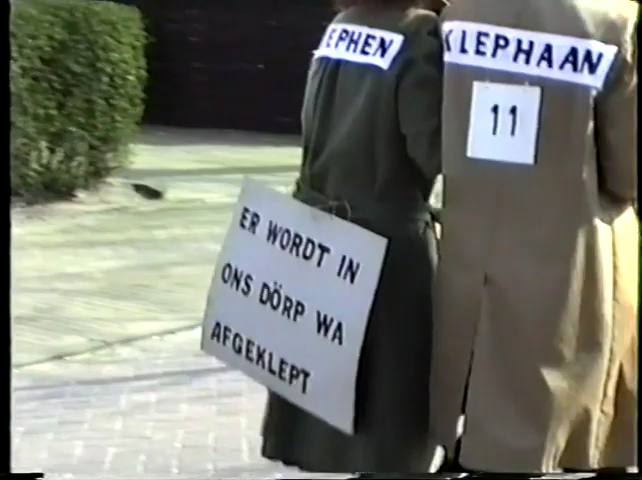 EPHEN
KLEPHAAN
11
ER WORDT IN
ONS DÖRP WA
AFGEKLEPT